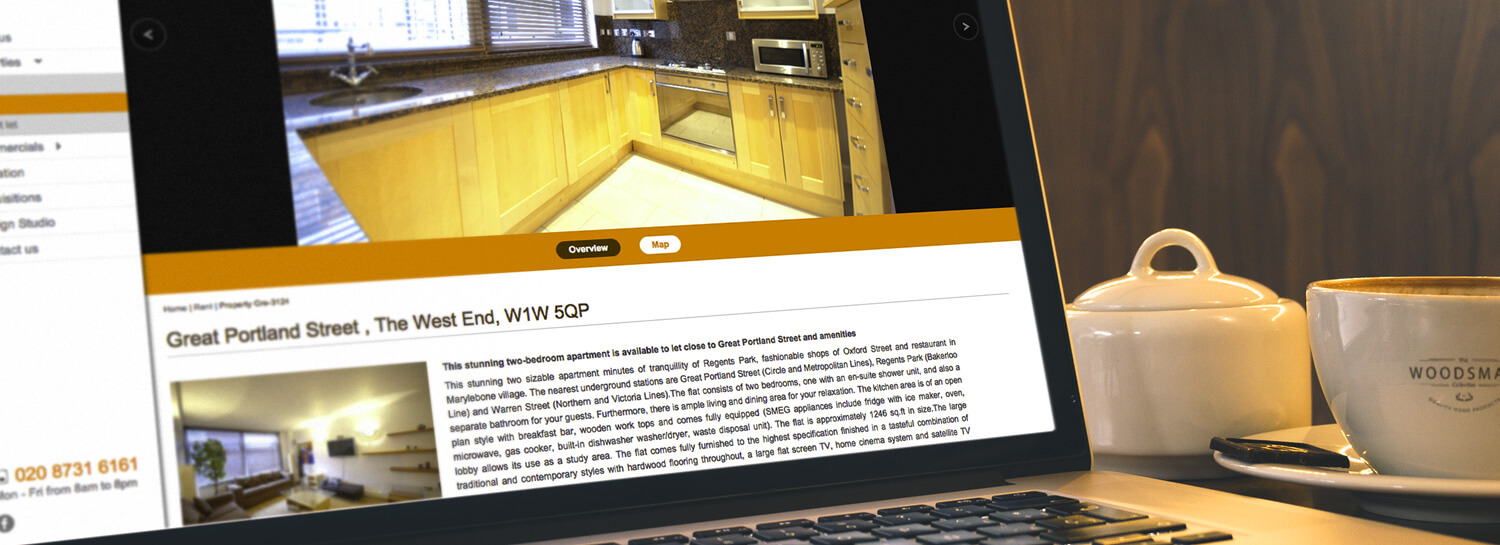 us
ties
t let
mercials
ation
uisitions
gn Studio
tact us
020 8731 6161
Mon - Fri from 8am to 8pm
Overview
Map
Home | Rent | Property Gre-3124
Great Portland Street , The West End, W1W 5QP
This stunning two-bedroom apartment is available to let close to Great Portland Street and amenities
This stunning two sizable apartment minutes of tranquillity of Regents Park, fashionable shops of Oxford Street and restaurant in
Marylebone village. The nearest underground stations are Great Portland Street (Circle and Metropolitan Lines), Regents Park (Bakerloo
Line) and Warren Street (Northern and Victoria Lines).The flat consists of two bedrooms, one with an en-suite shower unit, and also a
separate bathroom for your guests. Furthermore, there is ample living and dining area for your relaxation. The kitchen area is of an open
plan style with breakfast bar, wooden work tops and comes fully equipped (SMEG appliances include fridge with ice maker, oven,
microwave, gas cooker, built-in dishwasher washer/dryer, waste disposal unit). The flat is approximately 1246 sq.ft in size.The large
lobby allows its use as a study area. The flat comes fully furnished to the highest specification finished in a tasteful combination of
traditional and contemporary styles with hardwood flooring throughout, a large flat screen TV, home cinema system and satellite TV
The
WOODSMA
Collection